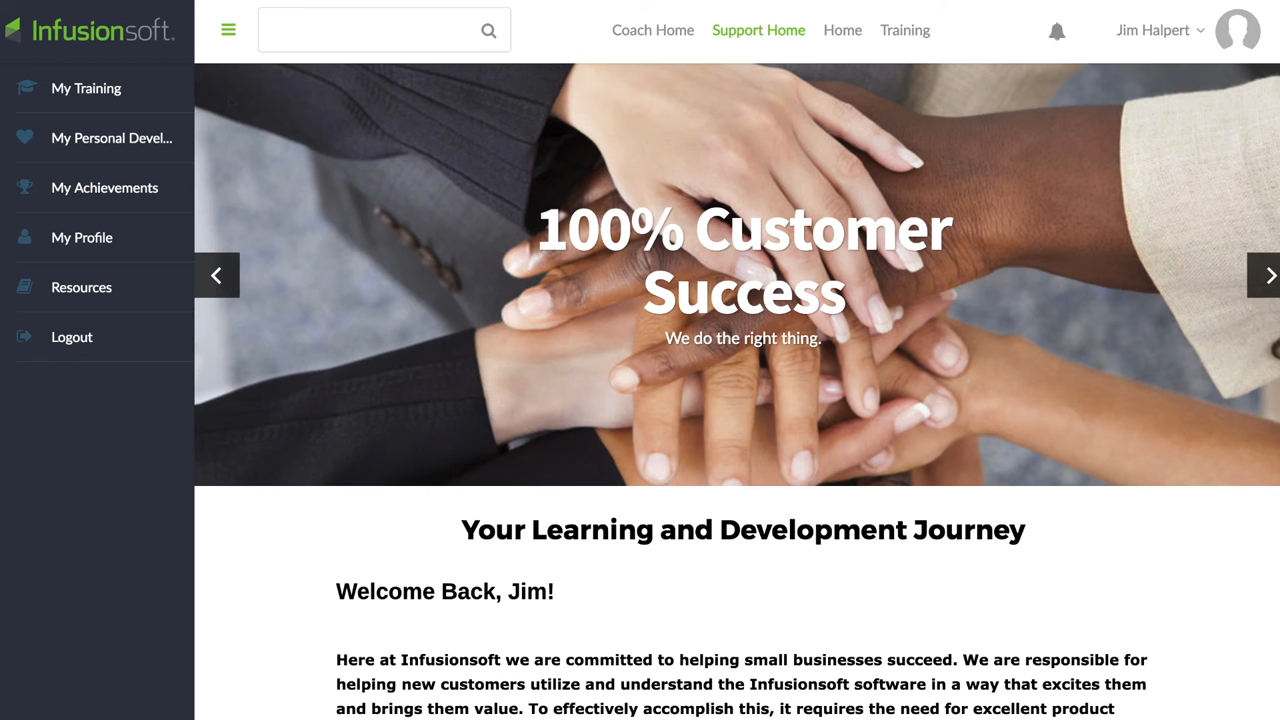 Infusionsoft.
Coach Home
Support Home
Home
Training
Jim Halpert
My Training
My Personal Devel...
My Achievements
My Profile
Resources
Logout
100% Customer
Success
We do the right thing.
Your Learning and Development Journey
Welcome Back, Jim!
Here at Infusionsoft we are committed to helping small businesses succeed. We are responsible for
helping new customers utilize and understand the Infusionsoft software in a way that excites them
and brings them value. To effectively accomplish this, it requires the need for excellent product